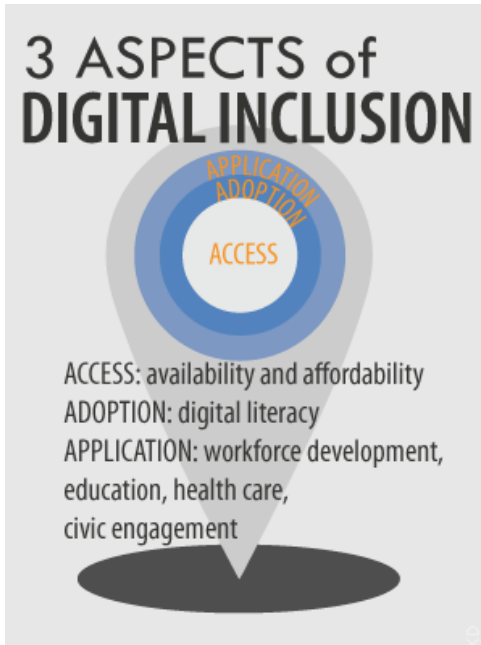 3 ASPECTS of
DIGITAL INCLUSION
APPLICATION
ADOPTION
ACCESS
ACCESS: availability and affordability
ADOPTION: digital literacy
APPLICATION: workforce development,
education, health care,
civic engagement